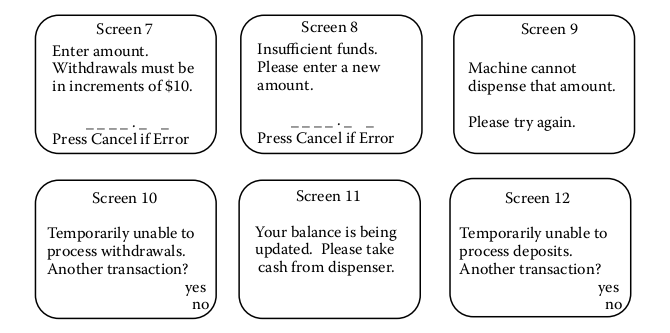 Screen 7
Enter amount.
Withdrawals must be
in increments of $10.
_ _ _ _ . _ _
Press Cancel if Error
Screen 8
Insufficient funds.
Please enter a new
amount.
_ _ _ _ . _ _
Press Cancel if Error
Screen 9
Machine cannot
dispense that amount.
Please try again.
Screen 10
Temporarily unable to
process withdrawals.
Another transaction?
yes
no
Screen 11
Your balance is being
updated. Please take
cash from dispenser.
Screen 12
Temporarily unable to
process deposits.
Another transaction?
yes
no